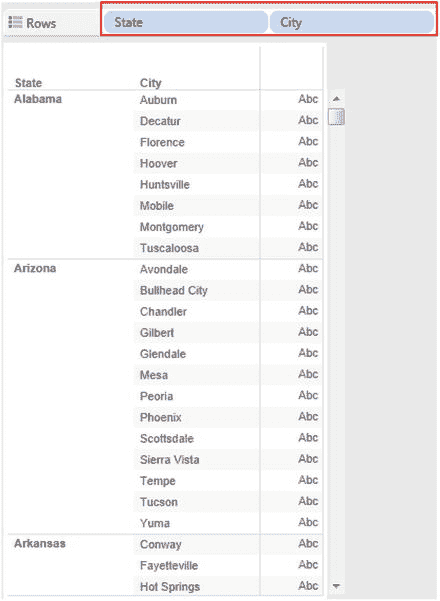 Rows State City
State City
Alabama Auburn Abc
Decatur Abc
Florence Abc
Hoover Abc
Huntsville Abc
Mobile Abc
Montgomery Abc
Tuscaloosa Abc
Arizona Avondale Abc
Bullhead City Abc
Chandler Abc
Gilbert Abc
Glendale Abc
Mesa Abc
Peoria Abc
Phoenix Abc
Scottsdale Abc
Sierra Vista Abc
Tempe Abc
Tucson Abc
Yuma Abc
Arkansas Conway Abc
Fayetteville Abc
Hot Springs Abc